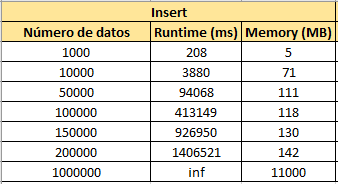 Insert
Número de datos Runtime (ms) Memory (MB)
1000 208 5
10000 3880 71
50000 94068 111
100000 413149 118
150000 926950 130
200000 1406521 142
1000000 inf 11000